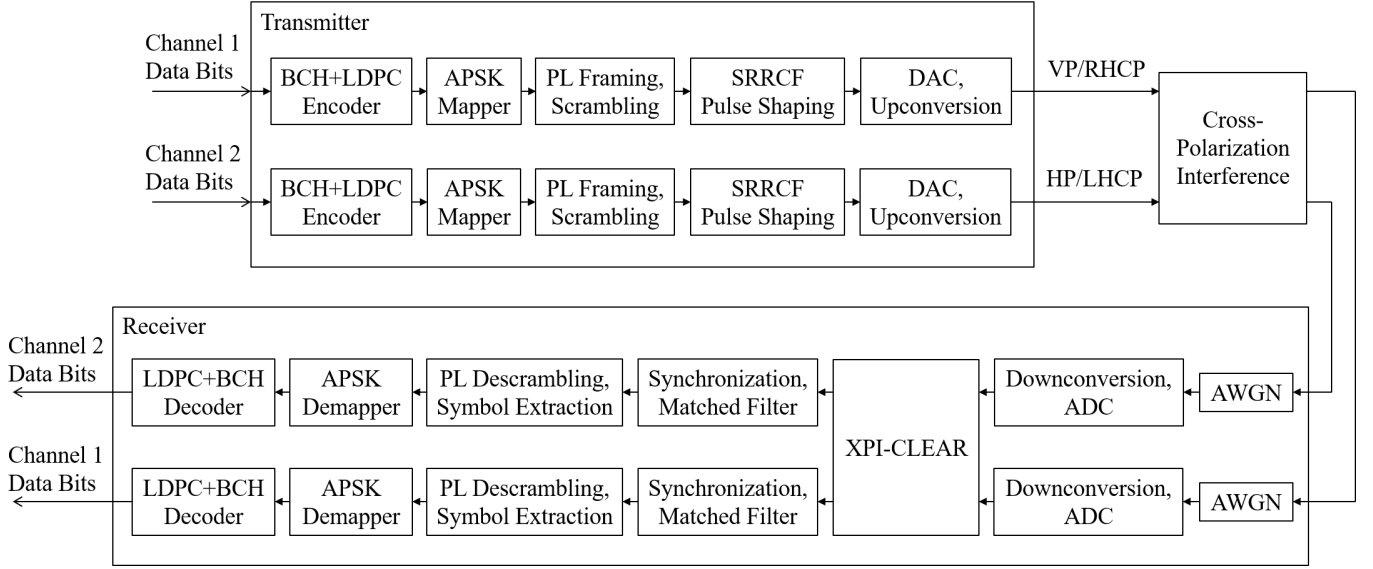 Transmitter
Channel 1
Data Bits
BCH+LDPC
Encoder
APSK
Mapper
PL Framing,
Scrambling
SRRCF
Pulse Shaping
DAC,
Upconversion
VP/RHCP
Channel 2
Data Bits
BCH+LDPC
Encoder
APSK
Mapper
PL Framing,
Scrambling
SRRCF
Pulse Shaping
DAC,
Upconversion
HP/LHCP
Cross-
Polarization
Interference
Receiver
Channel 2
Data Bits
LDPC+BCH
Decoder
APSK
Demapper
PL Descrambling,
Symbol Extraction
Synchronization,
Matched Filter
XPI-CLEAR
Downconversion,
ADC
AWGN
Channel 1
Data Bits
LDPC+BCH
Decoder
APSK
Demapper
PL Descrambling,
Symbol Extraction
Synchronization,
Matched Filter
Downconversion,
ADC
AWGN